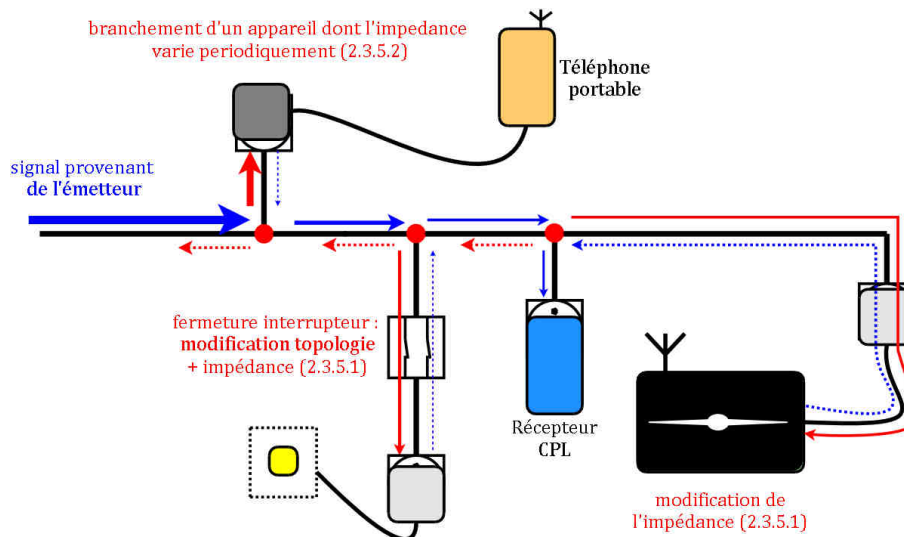 branchement d'un appareil dont l'impedance
varie periodiquement (2.3.5.2)
Téléphone
portable
signal provenant
de l'émetteur
fermeture interrupteur :
modification topologie
+ impédance (2.3.5.1)
Récepteur
CPL
modification de
l'impédance (2.3.5.1)